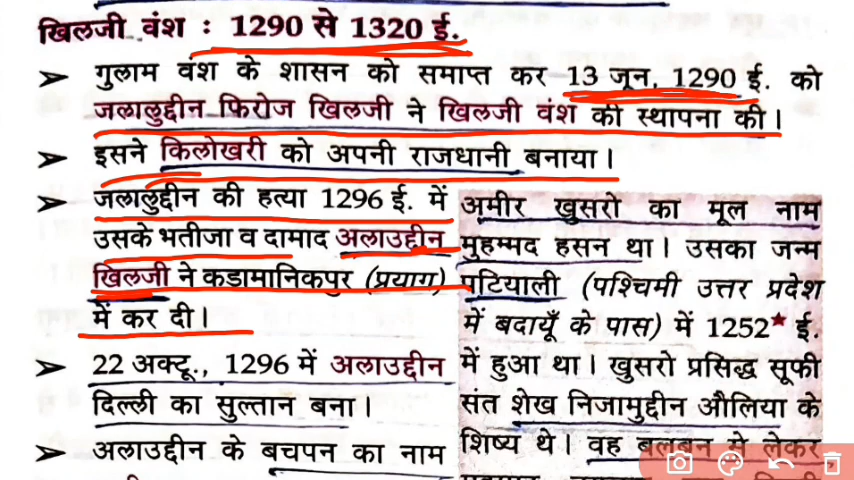 खिलजी वंश : 1290 से 1320 ई.
➢ गुलाम वंश के शासन को समाप्त कर 13 जून, 1290 ई. को
जलालुद्दीन फिरोज खिलजी ने खिलजी वंश की स्थापना की।
➢ इसने किलोखरी को अपनी राजधानी बनाया।
➢ जलालुद्दीन की हत्या 1296 ई. में
उसके भतीजा व दामाद अलाउद्दीन
खिलजी ने कडामानिकपुर (प्रयाग)
में कर दी।
➢ 22 अक्टू., 1296 में अलाउद्दीन
दिल्ली का सुल्तान बना।
➢ अलाउद्दीन के बचपन का नाम
अमीर खुसरो का मूल नाम
मुहम्मद हसन था। उसका जन्म
पटियाली (पश्चिमी उत्तर प्रदेश
में बदायूँ के पास) में 1252★ ई.
में हुआ था। खुसरो प्रसिद्ध सूफी
संत शेख निजामुद्दीन औलिया के
शिष्य थे। वह बलबन से लेकर